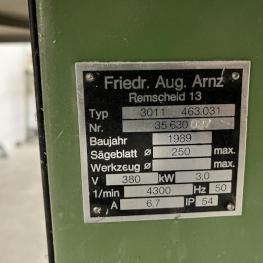 Friedr. Aug. Arnz
Remscheid 13
Typ 3011 463.031
Nr. 35 630
Baujahr 1989
Sägeblatt ø 250 max.
Werkzeug ø max.
V 380 kW 3,0
1/min 4300 Hz 50
A 6,7 IP 54